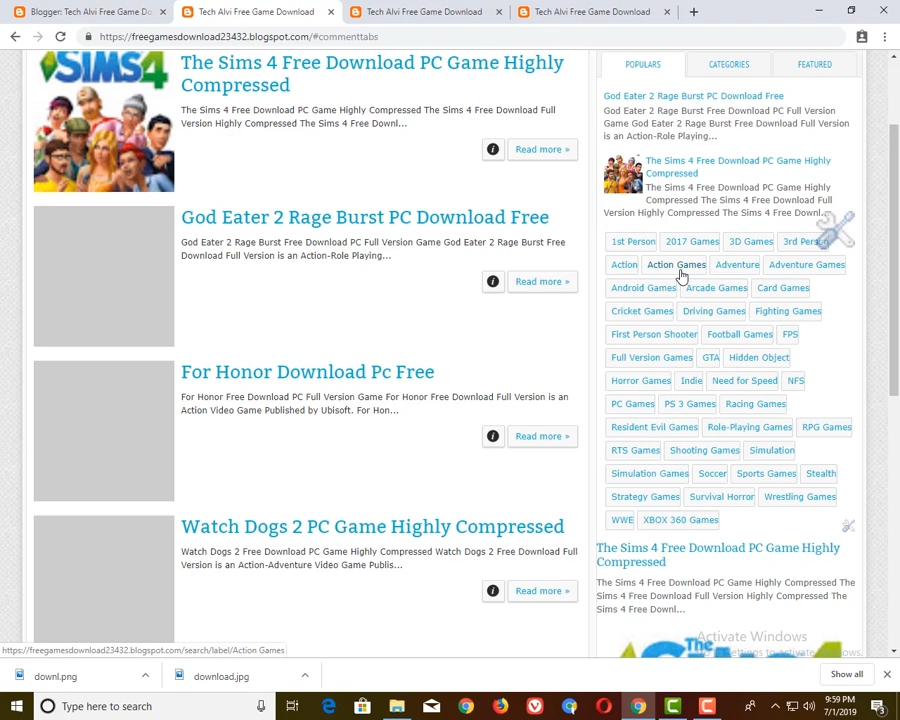 Blogger: Tech Alvi Free Game Dow
Tech Alvi Free Game Download
Tech Alvi Free Game Download
Tech Alvi Free Game Download
https://freegamesdownload23432.blogspot.com/#commenttabs
SIMS4
The Sims 4 Free Download PC Game Highly
Compressed
The Sims 4 Free Download PC Game Highly Compressed The Sims 4 Free Download Full
Version Highly Compressed The Sims 4 Free Downl...
Read more »
God Eater 2 Rage Burst PC Download Free
God Eater 2 Rage Burst Free Download PC Full Version Game God Eater 2 Rage Burst Free
Download Full Version is an Action-Role Playing...
Read more »
For Honor Download Pc Free
For Honor Free Download PC Full Version Game For Honor Free Download Full Version is an
Action Video Game Published by Ubisoft. For Hon...
Read more »
Watch Dogs 2 PC Game Highly Compressed
Watch Dogs 2 Free Download PC Game Highly Compressed Watch Dogs 2 Free Download Full
Version is an Action-Adventure Video Game Publis...
Read more »
POPULARS CATEGORIES FEATURED
God Eater 2 Rage Burst PC Download Free
God Eater 2 Rage Burst Free Download PC Full
Version Game God Eater 2 Rage Burst Free Download Full Version
is an Action-Role Playing...
The Sims 4 Free Download PC Game Highly
Compressed
The Sims 4 Free Download PC Game Highly
Compressed The Sims 4 Free Download Full
Version Highly Compressed The Sims 4 Free Downl...
1st Person 2017 Games 3D Games 3rd Person
Action Action Games Adventure Adventure Games
Android Games Arcade Games Card Games
Cricket Games Driving Games Fighting Games
First Person Shooter Football Games FPS
Full Version Games GTA Hidden Object
Horror Games Indie Need for Speed NFS
PC Games PS 3 Games Racing Games
Resident Evil Games Role-Playing Games RPG Games
RTS Games Shooting Games Simulation
Simulation Games Soccer Sports Games Stealth
Strategy Games Survival Horror Wrestling Games
WWE XBOX 360 Games
The Sims 4 Free Download PC Game Highly
Compressed
The Sims 4 Free Download PC Game Highly Compressed The
Sims 4 Free Download Full Version Highly Compressed The
Sims 4 Free Downl...
The
Activate Windows
Go to Settings to activate Windows.
https://freegamesdownload23432.blogspot.com/search/label/Action Games
downl.png
download.jpg
Show all
Type here to search
9:59 PM
7/1/2019
3